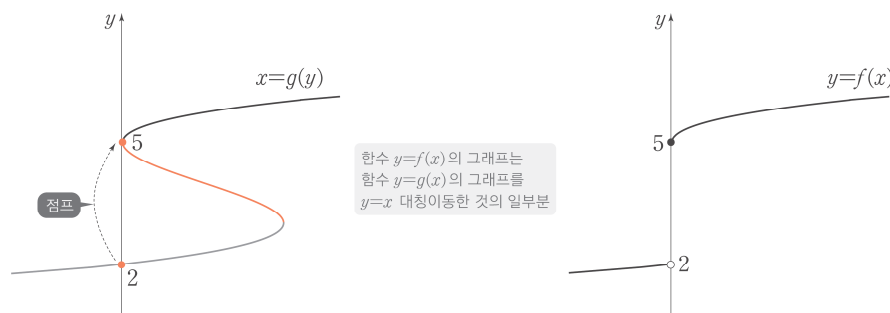 y
x=g(y)
5
점프
2
함수 y=f(x)의 그래프는
함수 y=g(x)의 그래프를
y=x 대칭이동한 것의 일부분
y
y=f(x)
5
2